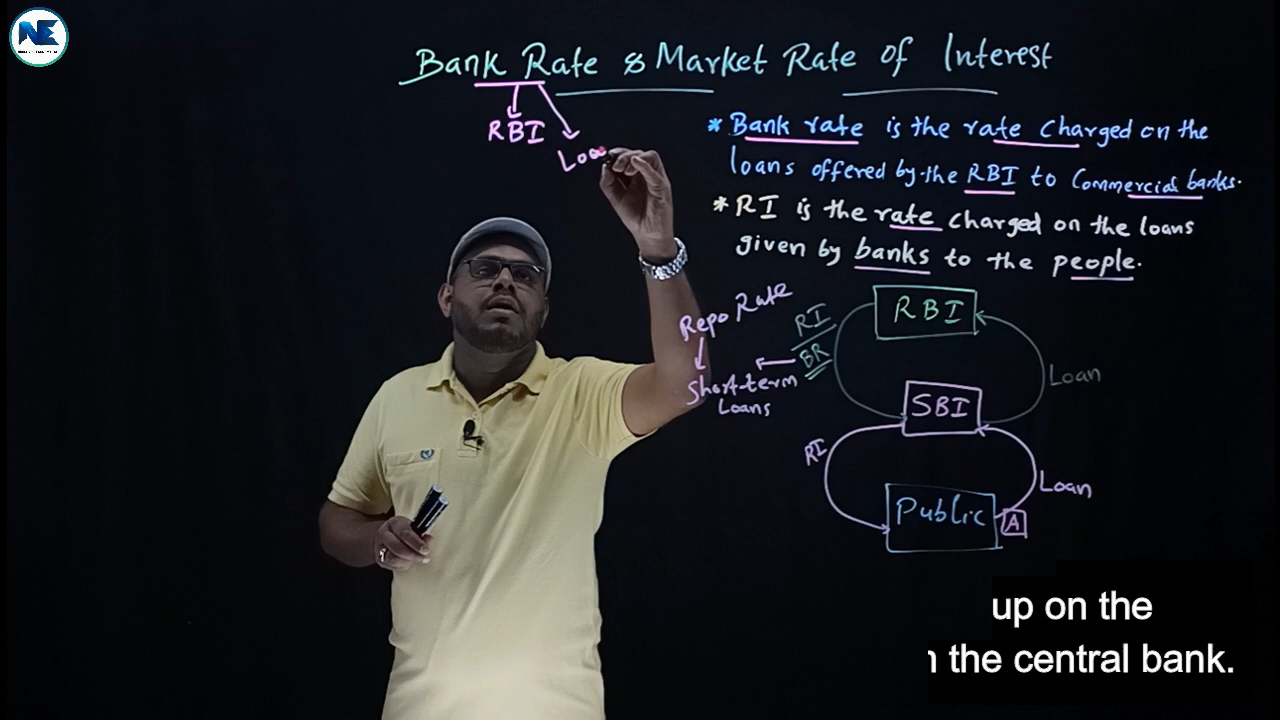 NE
Bank Rate & Market Rate of Interest
RBI
Loa
* Bank rate is the rate charged on the
loans offered by the RBI to Commercial banks.
* RI is the rate charged on the loans
given by banks to the people.
Repo Rate
Short-term
Loans
RI
BR
RBI
Loan
SBI
RI
Loan
Public
A
up on the
the central bank.